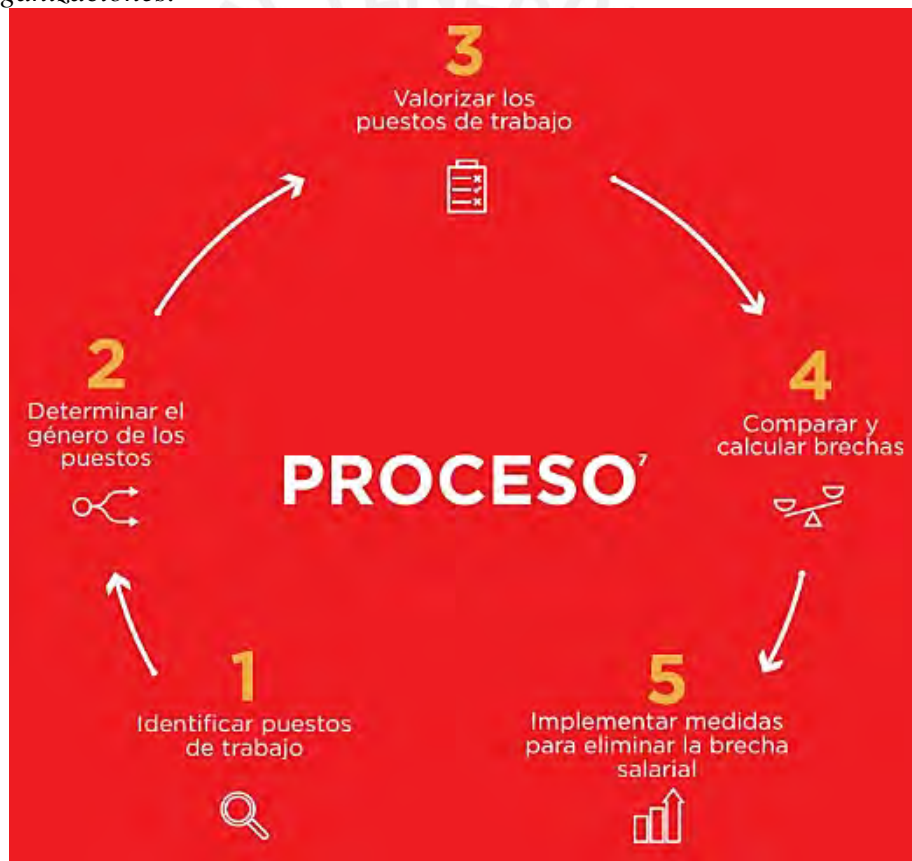 ganizaciones.
3
Valorizar los
puestos de trabajo
2
Determinar el
género de los
puestos
4
Comparar y
calcular brechas
PROCESO⁷
1
Identificar puestos
de trabajo
5
Implementar medidas
para eliminar la brecha
salarial